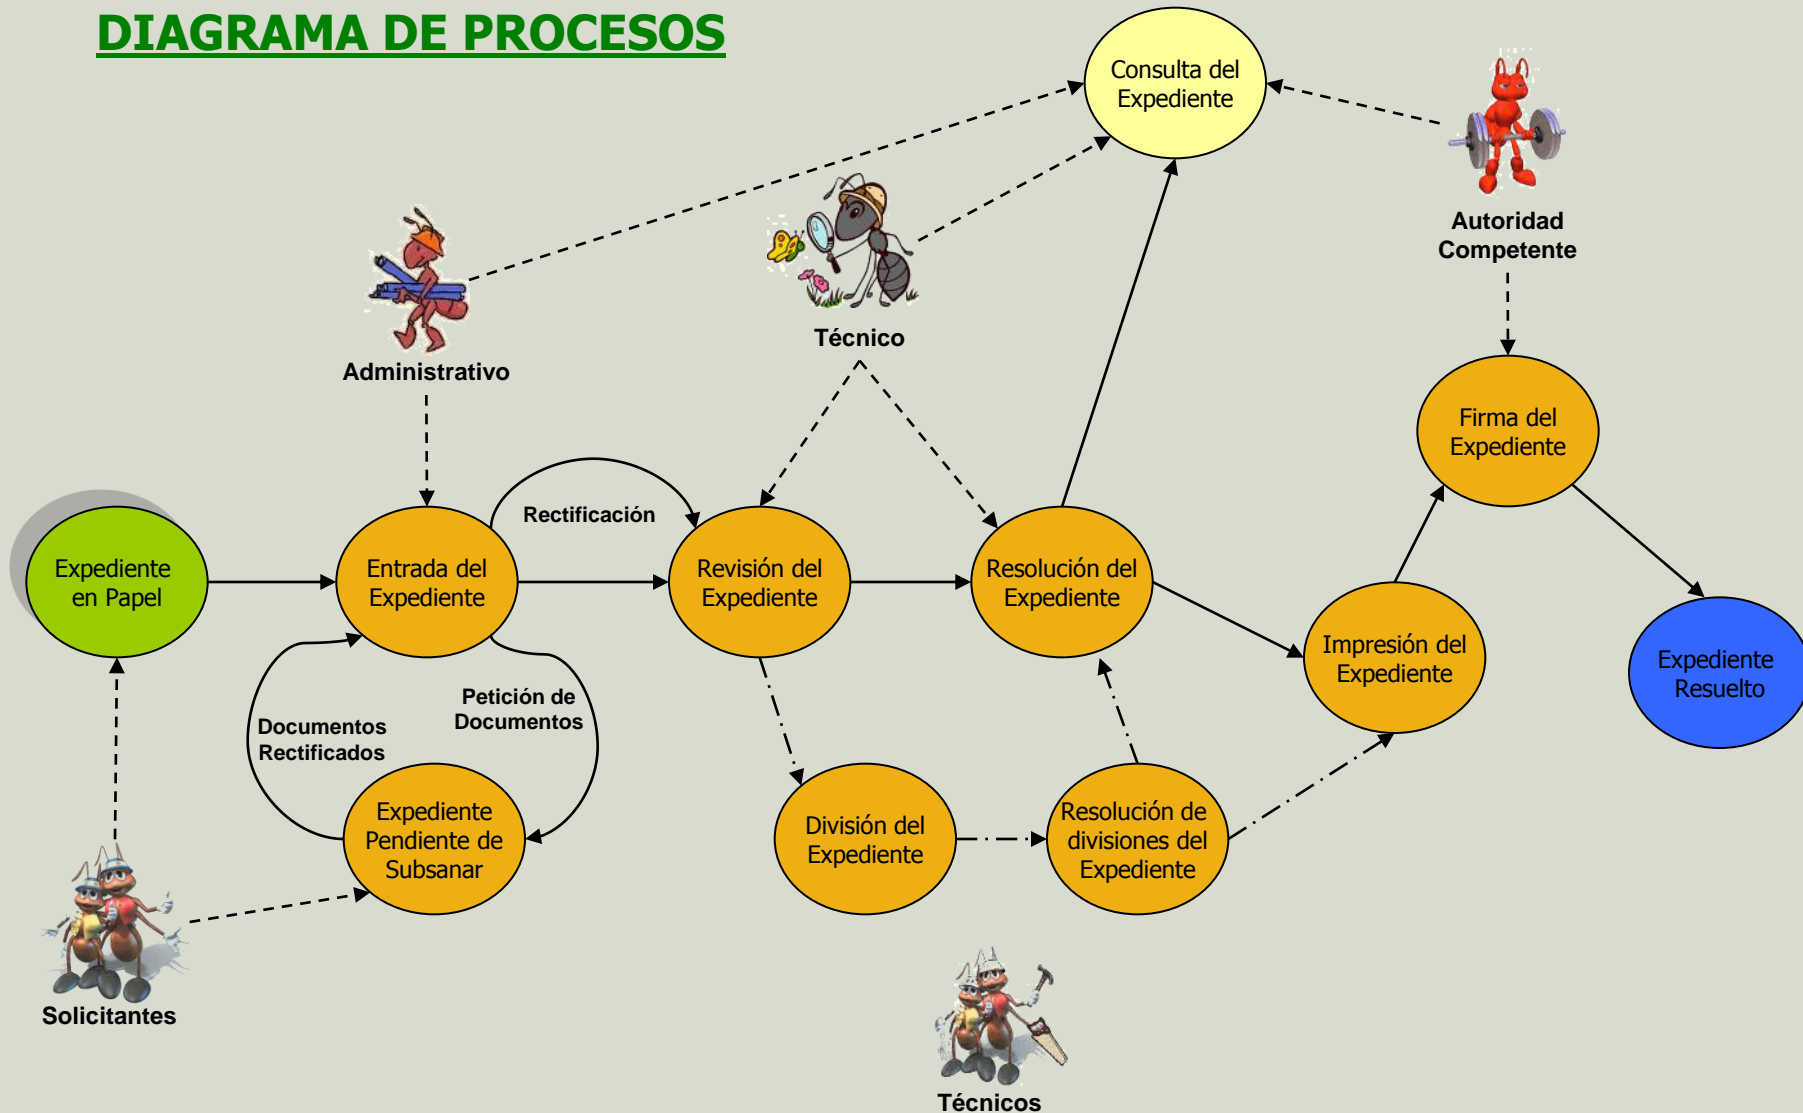 DIAGRAMA DE PROCESOS
Consulta del
Expediente
Autoridad
Competente
Técnico
Administrativo
Firma del
Expediente
Rectificación
Expediente
en Papel
Entrada del
Expediente
Revisión del
Expediente
Resolución del
Expediente
Impresión del
Expediente
Expediente
Resuelto
Petición de
Documentos
Documentos
Rectificados
Expediente
Pendiente de
Subsanar
División del
Expediente
Resolución de
divisiones del
Expediente
Solicitantes
Técnicos